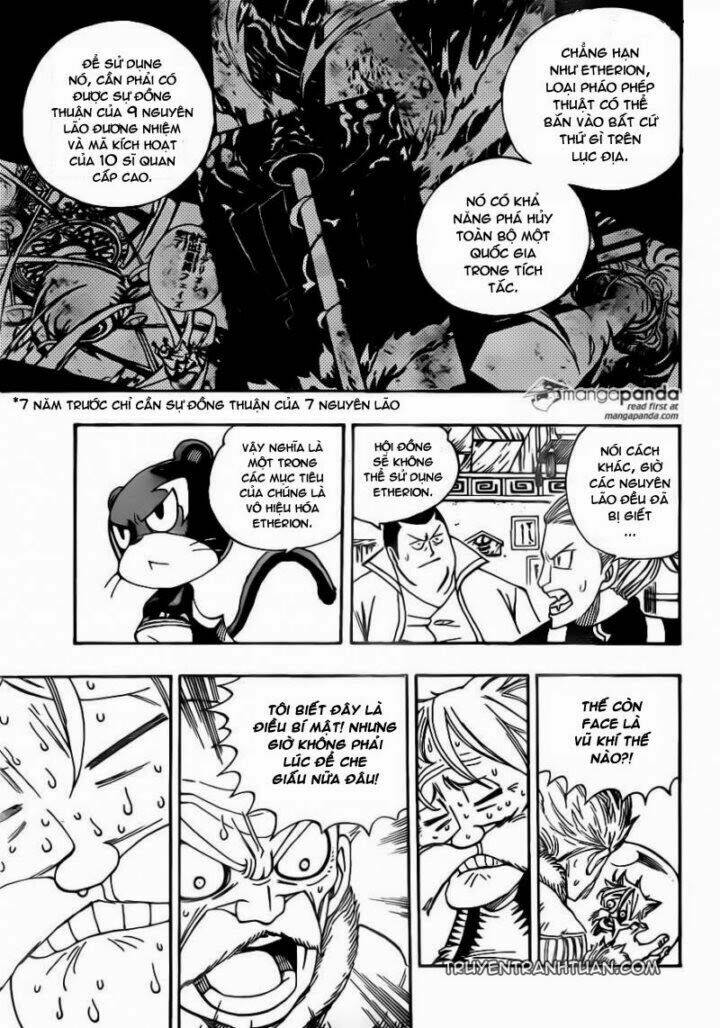 CHẲNG HẠN
NHƯ ETHERION,
LOẠI PHÁO PHÉP
THUẬT CÓ THỂ
BẮN VÀO BẤT CỨ
THỨ GÌ TRÊN
LỤC ĐỊA.
NÓ CÓ KHẢ
NĂNG PHÁ HỦY
TOÀN BỘ MỘT
QUỐC GIA
TRONG TÍCH
TẮC.
ĐỂ SỬ DỤNG
NÓ, CẦN PHẢI CÓ
ĐƯỢC SỰ ĐỒNG
THUẬN CỦA 9 NGUYÊN
LÃO ĐƯƠNG NHIỆM
VÀ MÃ KÍCH HOẠT
CỦA 10 SĨ QUAN
CẤP CAO.
*7 NĂM TRƯỚC CHỈ CẦN SỰ ĐỒNG THUẬN CỦA 7 NGUYÊN LÃO
mangapanda
read first at
mangapanda.com
NÓI CÁCH
KHÁC, GIỜ
CÁC NGUYÊN
LÃO ĐỀU ĐÃ
BỊ GIẾT
...
HỘI ĐỒNG
SẼ KHÔNG
THỂ SỬ DỤNG
ETHERION.
VẬY NGHĨA LÀ
MỘT TRONG
CÁC MỤC TIÊU
CỦA CHÚNG LÀ
VÔ HIỆU HÓA
ETHERION.
THẾ CÒN
FACE LÀ
VŨ KHÍ THẾ
NÀO?!
TÔI BIẾT ĐÂY LÀ
ĐIỀU BÍ MẬT! NHƯNG
GIỜ KHÔNG PHẢI
LÚC ĐỂ CHE
GIẤU NỮA ĐÂU!
TRUYENTRANHTUAN.COM